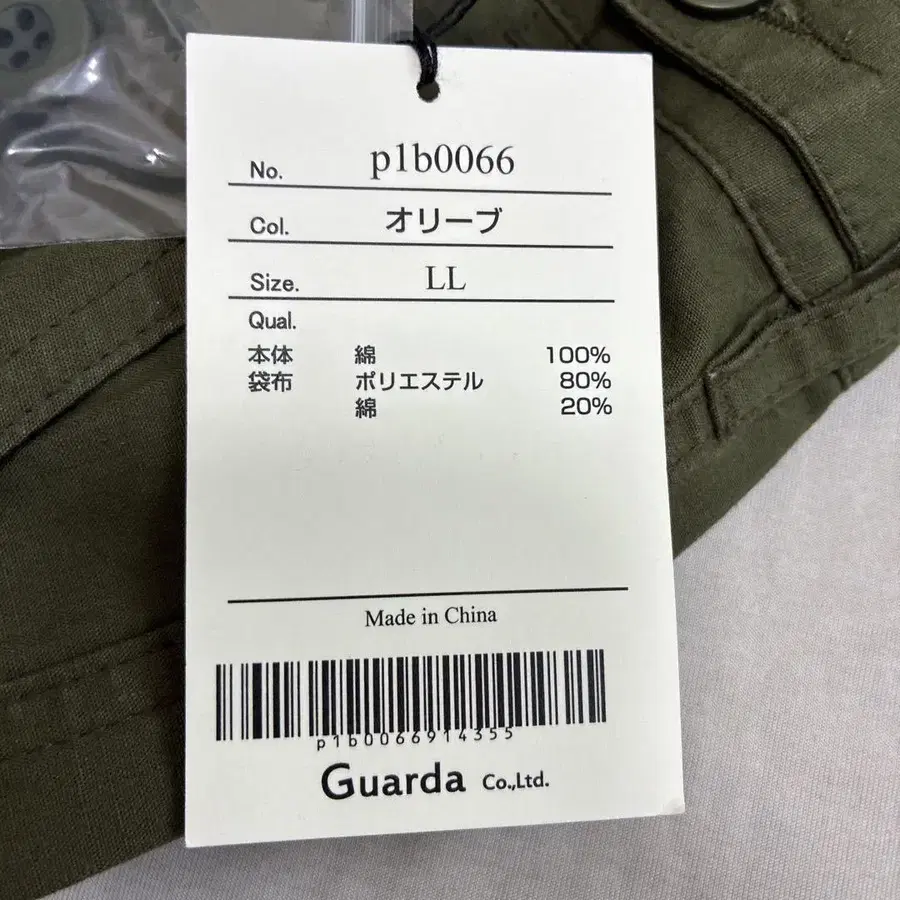 No. p1b0066
Col. オリーブ
Size. LL
Qual.
本体 綿 100%
袋布 ポリエステル 80%
綿 20%
Made in China
p1b0066914355
Guarda Co.,Ltd.